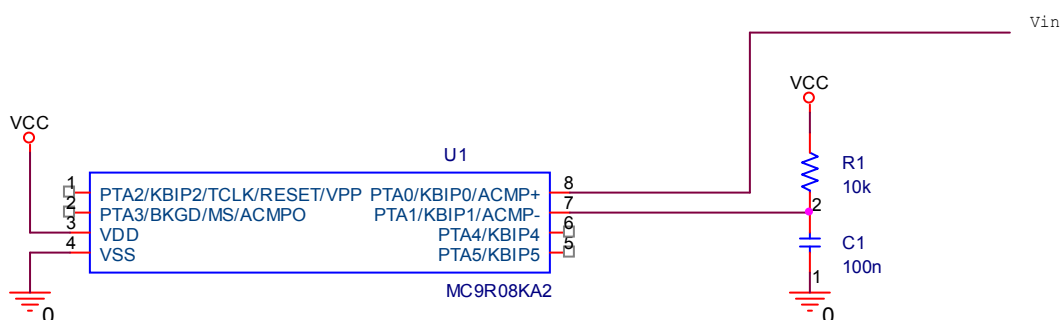 Vin
VCC
VCC
U1
1
PTA2/KBIP2/TCLK/RESET/VPP PTA0/KBIP0/ACMP+
8
2
PTA3/BKGD/MS/ACMPO PTA1/KBIP1/ACMP-
7
3
VDD PTA4/KBIP4
6
4
VSS PTA5/KBIP5
5
MC9R08KA2
R1
10k
2
C1
100n
1
0
0